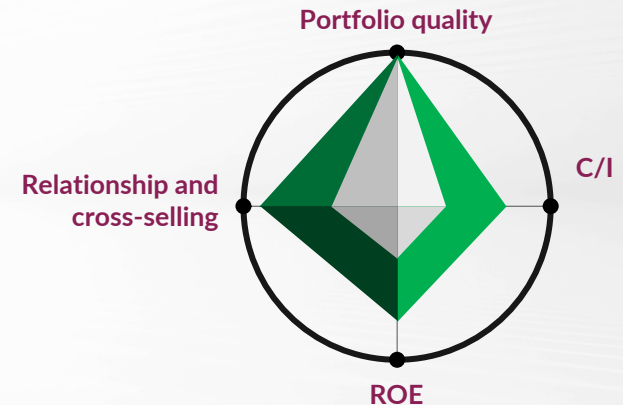 Portfolio quality
C/I
Relationship and
cross-selling
ROE